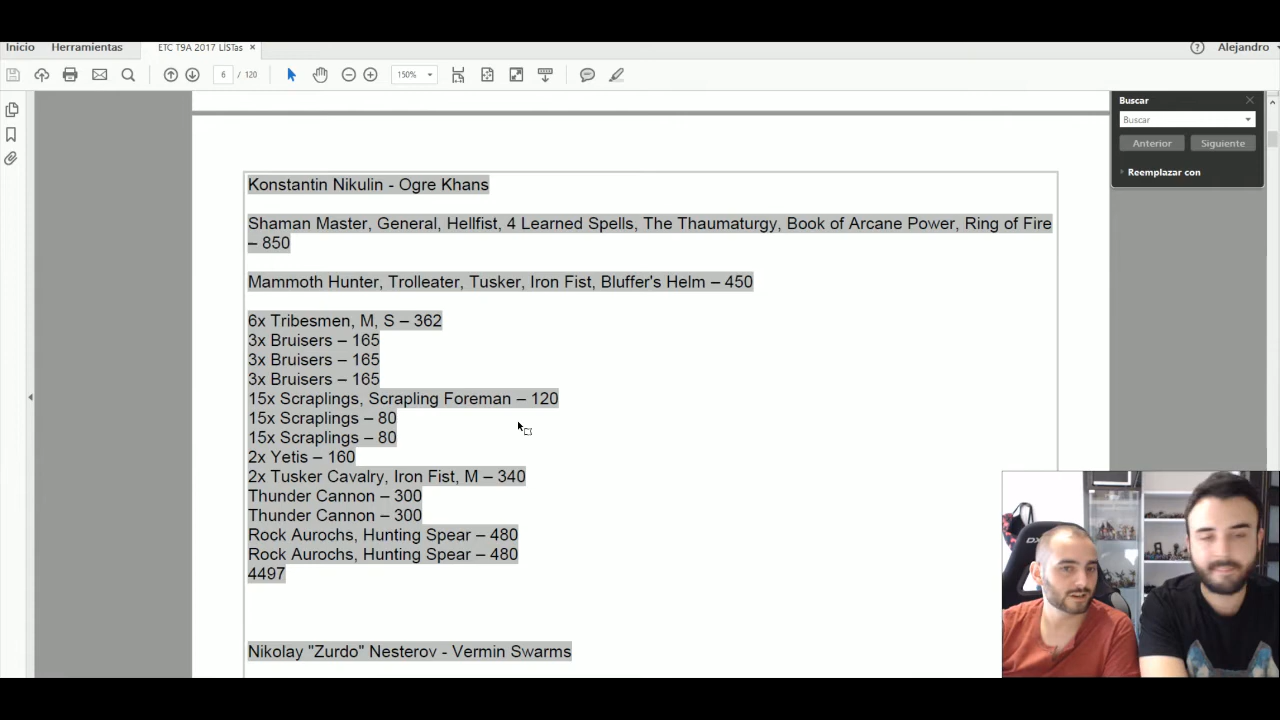 Inicio Herramientas ETC T9A 2017 LISTas × Alejandro
6 / 120 150%
Buscar
Buscar
Anterior Siguiente
Reemplazar con
Konstantin Nikulin - Ogre Khans
Shaman Master, General, Hellfist, 4 Learned Spells, The Thaumaturgy, Book of Arcane Power, Ring of Fire
– 850
Mammoth Hunter, Trolleater, Tusker, Iron Fist, Bluffer's Helm – 450
6x Tribesmen, M, S – 362
3x Bruisers – 165
3x Bruisers – 165
3x Bruisers – 165
15x Scraplings, Scrapling Foreman – 120
15x Scraplings – 80
15x Scraplings – 80
2x Yetis – 160
2x Tusker Cavalry, Iron Fist, M – 340
Thunder Cannon – 300
Thunder Cannon – 300
Rock Aurochs, Hunting Spear – 480
Rock Aurochs, Hunting Spear – 480
4497
Nikolay "Zurdo" Nesterov - Vermin Swarms